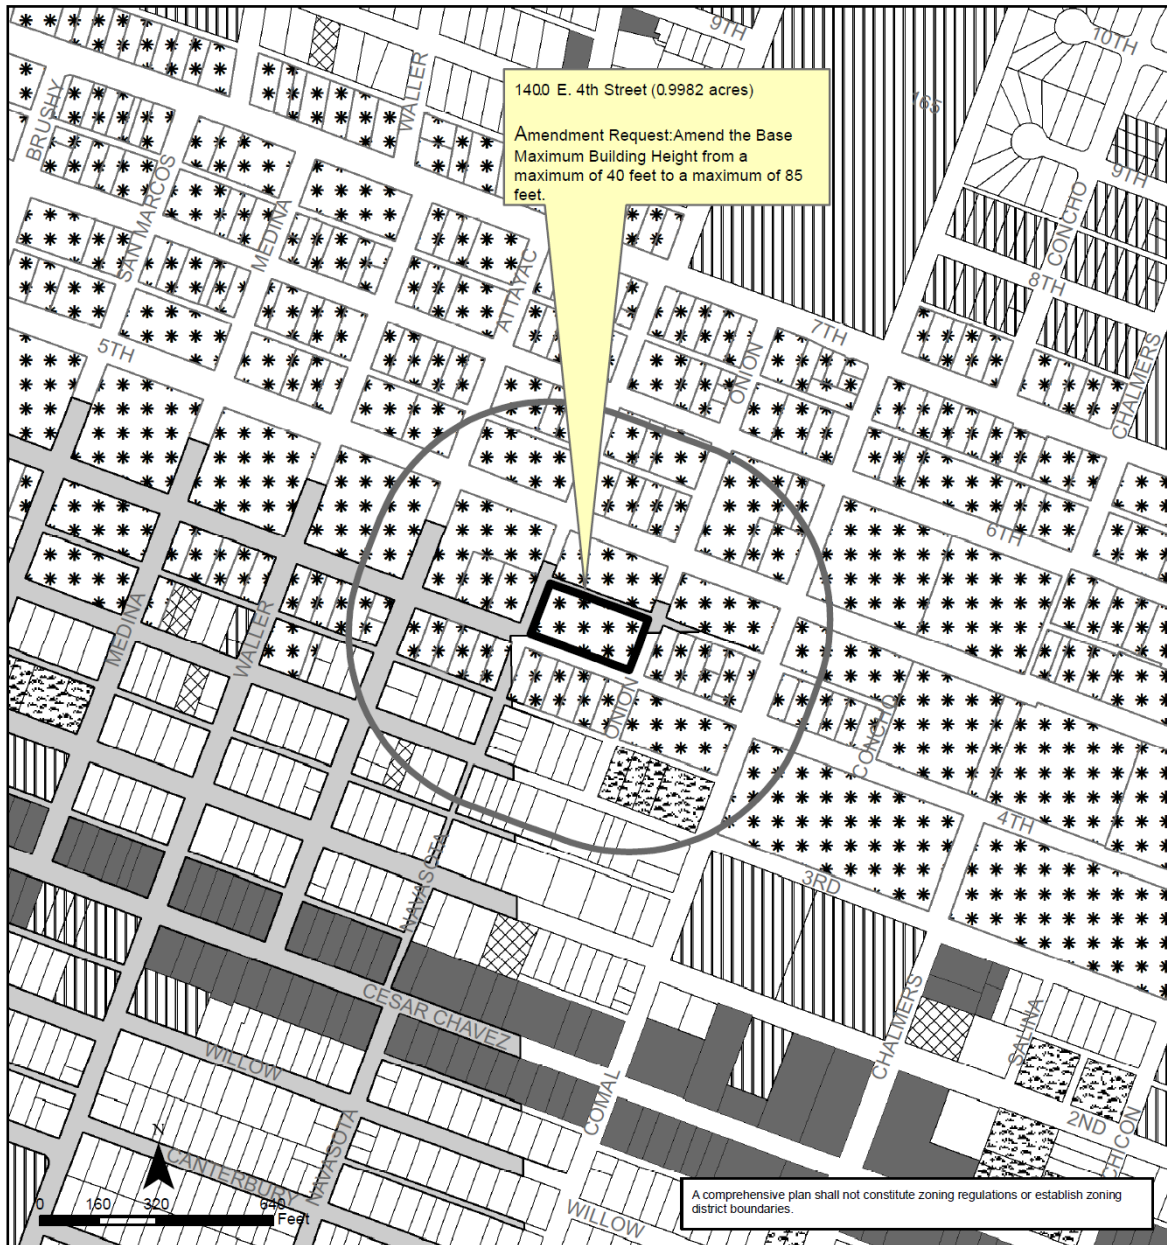 9TH
10TH
WALLER
BRUSHY
165
1400 E. 4th Street (0.9982 acres)
Amendment Request:Amend the Base
Maximum Building Height from a
maximum of 40 feet to a maximum of 85
feet.
9TH
CONCHO
SAN MARCOS
MEDINA
ATTAYAC
8TH
7TH
5TH
ONION
CHALMERS
6TH
MEDINA
WALLER
ONION
CONCHO
4TH
NAVASOTA
3RD
CESAR CHAVEZ
CHALMERS
SALINA
WILLOW
COMAL
2ND
CHICON
NAVASOTA
N
CANTERBURY
WILLOW
0 160 320 640
Feet
A comprehensive plan shall not constitute zoning regulations or establish zoning
district boundaries.